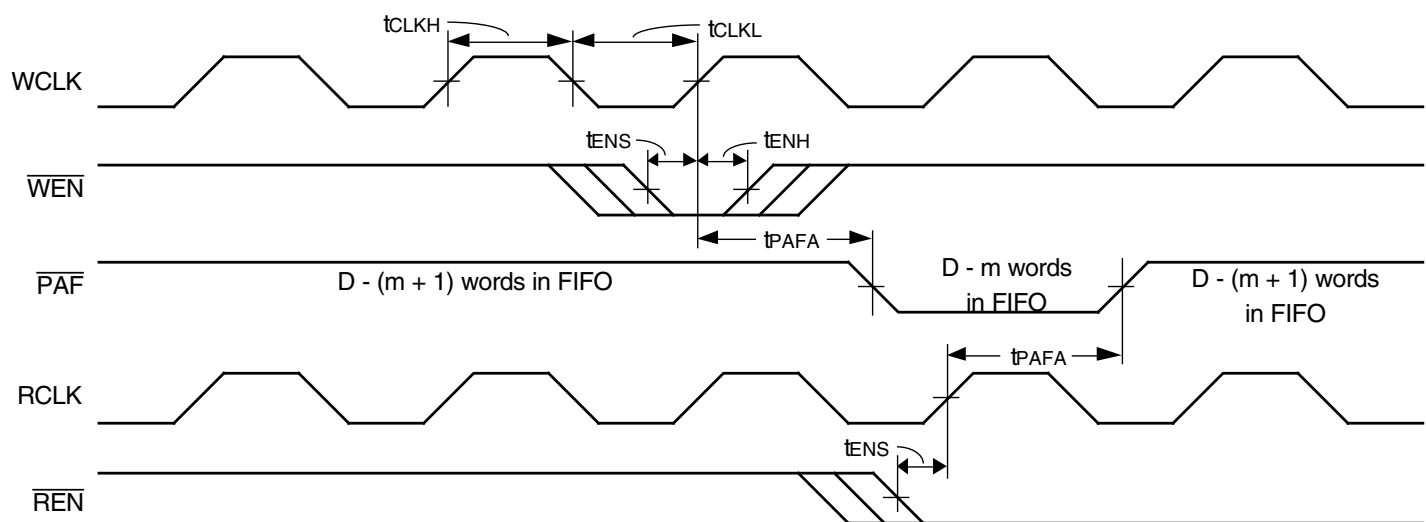 tCLKH
tCLKL
WCLK
tENS
tENH
WEN
tPAFA
PAF
D - (m + 1) words in FIFO
D - m words
in FIFO
D - (m + 1) words
in FIFO
tPAFA
RCLK
tENS
REN